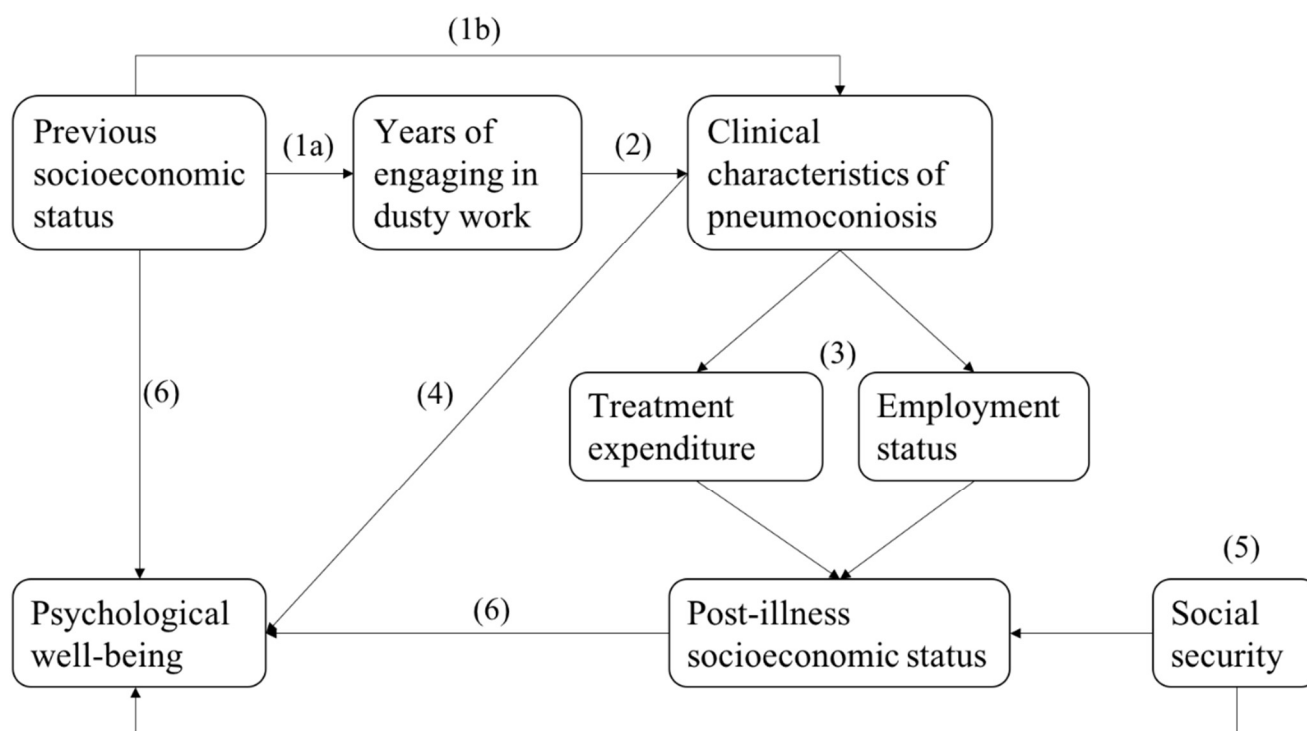 (1b)
Previous
socioeconomic
status
(1a)
Years of
engaging in
dusty work
(2)
Clinical
characteristics of
pneumoconiosis
(6)
(4)
(3)
Treatment
expenditure
Employment
status
(5)
Psychological
well-being
(6)
Post-illness
socioeconomic status
Social
security